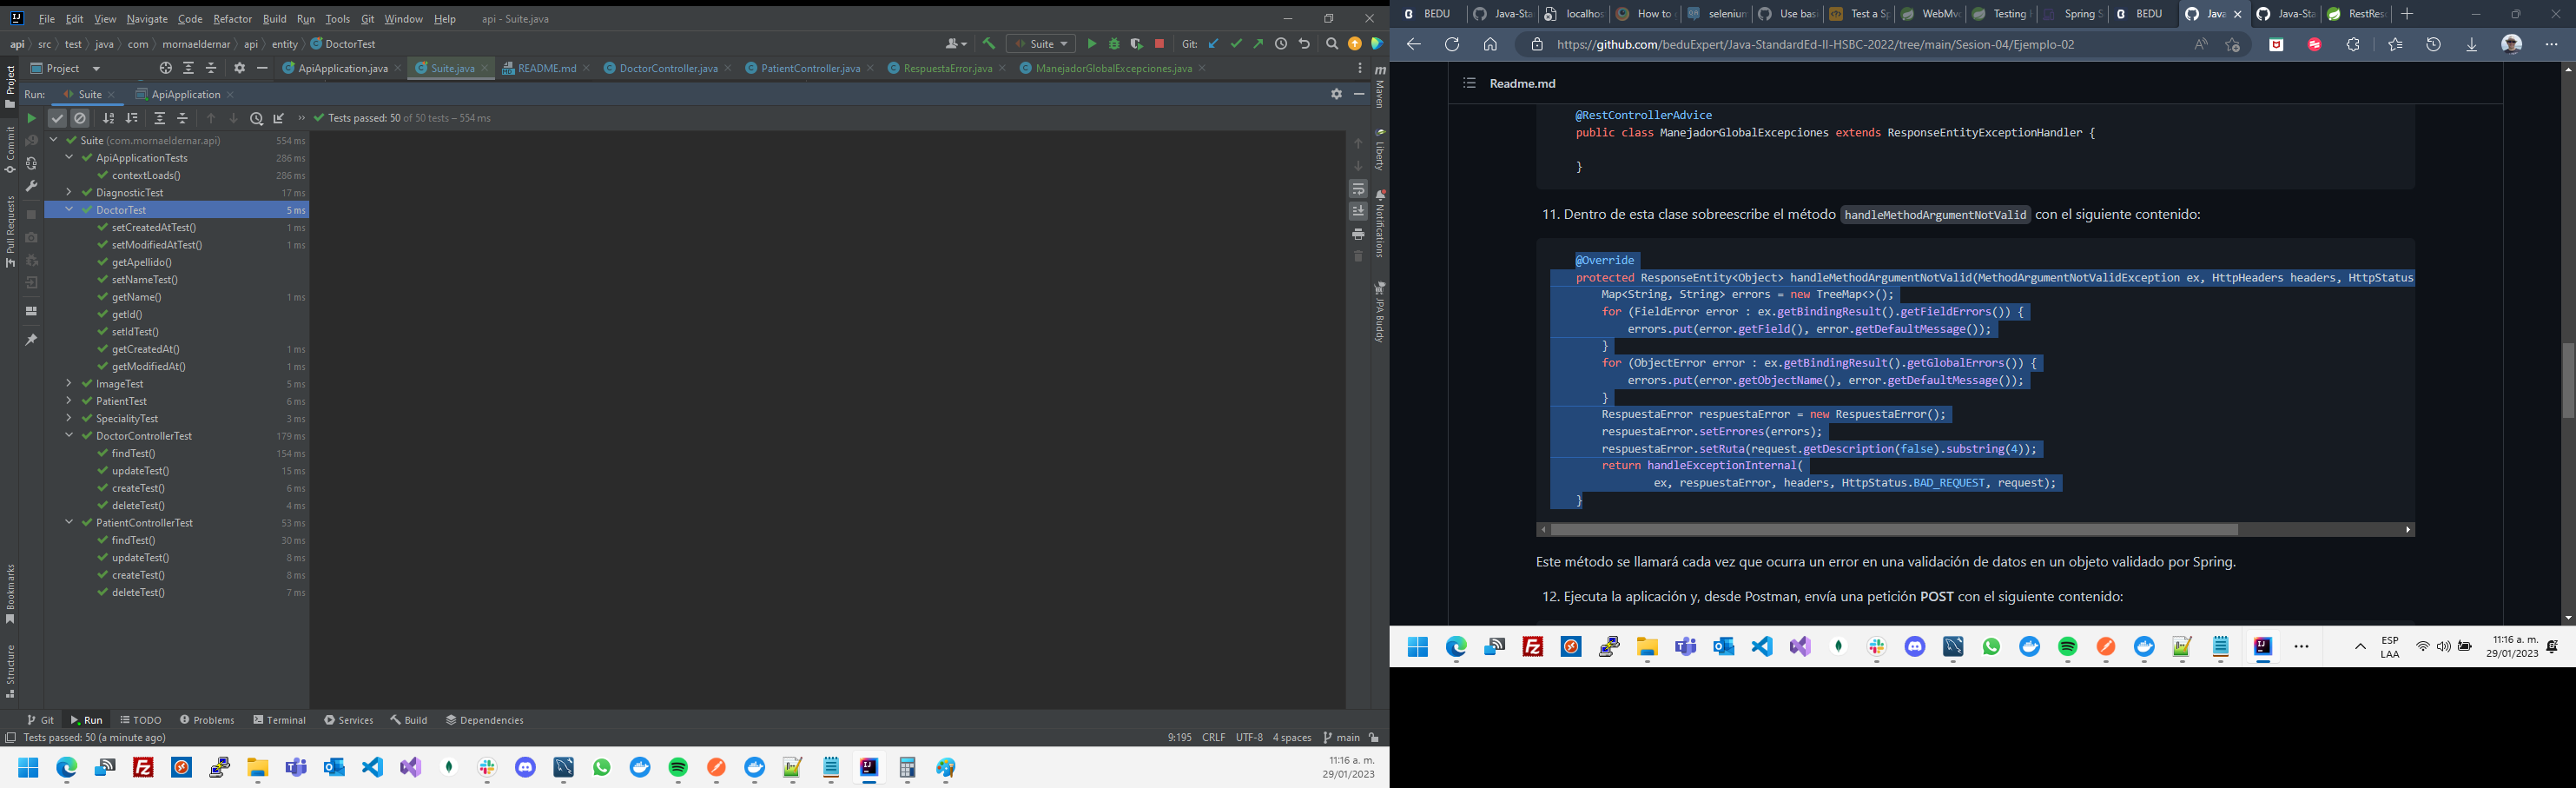 File Edit View Navigate Code Refactor Build Run Tools Git Window Help api - Suite.java
api src test java com mornaeldernar api entity DoctorTest
Suite Git:
Project ApiApplication.java Suite.java README.md DoctorController.java PatientController.java RespuestaError.java ManejadorGlobalExcepciones.java
Run: Suite ApiApplication
Tests passed: 50 of 50 tests – 554 ms
Suite (com.mornaeldernar.api) 554 ms
ApiApplicationTests 286 ms
contextLoads() 286 ms
DiagnosticTest 17 ms
DoctorTest 5 ms
setCreatedAtTest() 1 ms
setModifiedAtTest() 1 ms
getApellido()
setNameTest()
getName() 1 ms
getId()
setIdTest()
getCreatedAt() 1 ms
getModifiedAt() 1 ms
ImageTest 5 ms
PatientTest 6 ms
SpecialityTest 3 ms
DoctorControllerTest 179 ms
findTest() 154 ms
updateTest() 15 ms
createTest() 6 ms
deleteTest() 4 ms
PatientControllerTest 53 ms
findTest() 30 ms
updateTest() 8 ms
createTest() 8 ms
deleteTest() 7 ms
Project
Commit
Pull Requests
Bookmarks
Structure
Maven
Liberty
Notifications
JPA Buddy
Git Run TODO Problems Terminal Services Build Dependencies
Tests passed: 50 (a minute ago) 9:195 CRLF UTF-8 4 spaces main
11:16 a. m.
29/01/2023
BEDU Java-Sta localhos How to selenium Use basi Test a Sp WebMvc Testing Spring S BEDU Java Java-Sta RestRes
https://github.com/beduExpert/Java-StandarEd-II-HSBC-2022/tree/main/Sesion-04/Ejemplo-02
Readme.md
@RestControllerAdvice
public class ManejadorGlobalExcepciones extends ResponseEntityExceptionHandler {
}
11. Dentro de esta clase sobreescribe el método handleMethodArgumentNotValid con el siguiente contenido:
@Override
protected ResponseEntity<Object> handleMethodArgumentNotValid(MethodArgumentNotValidException ex, HttpHeaders headers, HttpStatus
Map<String, String> errors = new TreeMap<>();
for (FieldError error : ex.getBindingResult().getFieldErrors()) {
errors.put(error.getField(), error.getDefaultMessage());
}
for (ObjectError error : ex.getBindingResult().getGlobalErrors()) {
errors.put(error.getObjectName(), error.getDefaultMessage());
}
RespuestaError respuestaError = new RespuestaError();
respuestaError.setErrores(errors);
respuestaError.setRuta(request.getDescription(false).substring(4));
return handleExceptionInternal(
ex, respuestaError, headers, HttpStatus.BAD_REQUEST, request);
}
Este método se llamará cada vez que ocurra un error en una validación de datos en un objeto validado por Spring.
12. Ejecuta la aplicación y, desde Postman, envía una petición POST con el siguiente contenido:
ESP
LAA
11:16 a. m.
29/01/2023